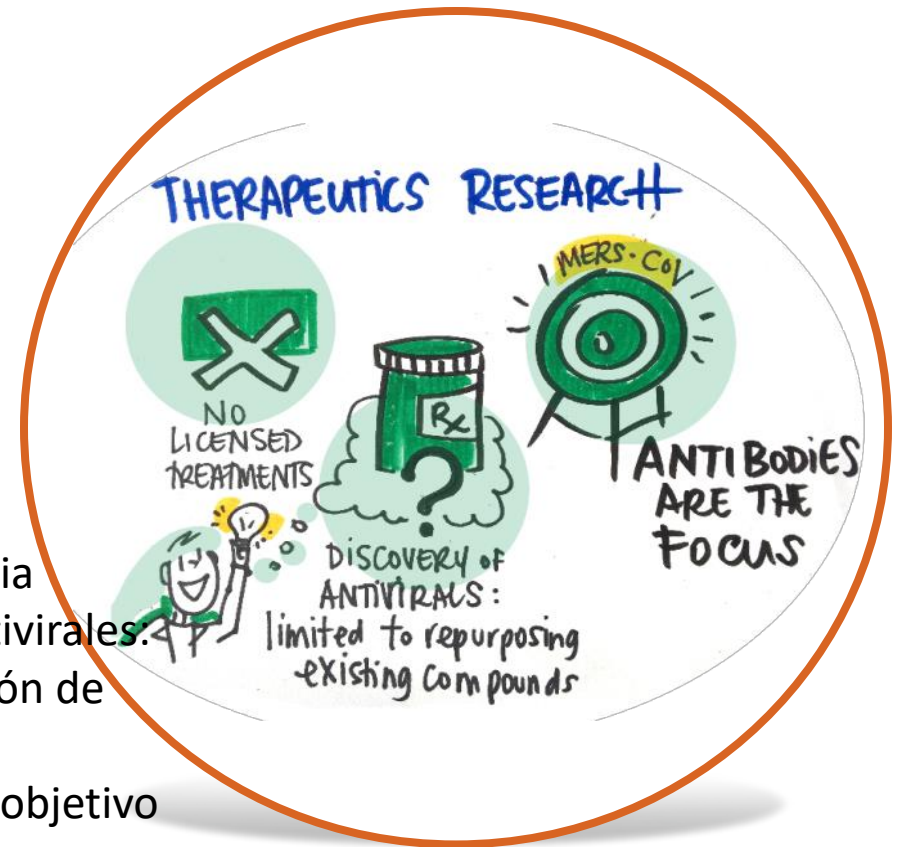 THERAPEUTICS RESEARCH
MERS-CoV
NO
LICENSED
TREATMENTS
Rx
?
DISCOVERY OF
ANTIVIRALS:
limited to repurposing
existing compounds
ANTIBODIES
ARE THE
FOCUS
ia
tivirales:
ón de
objetivo